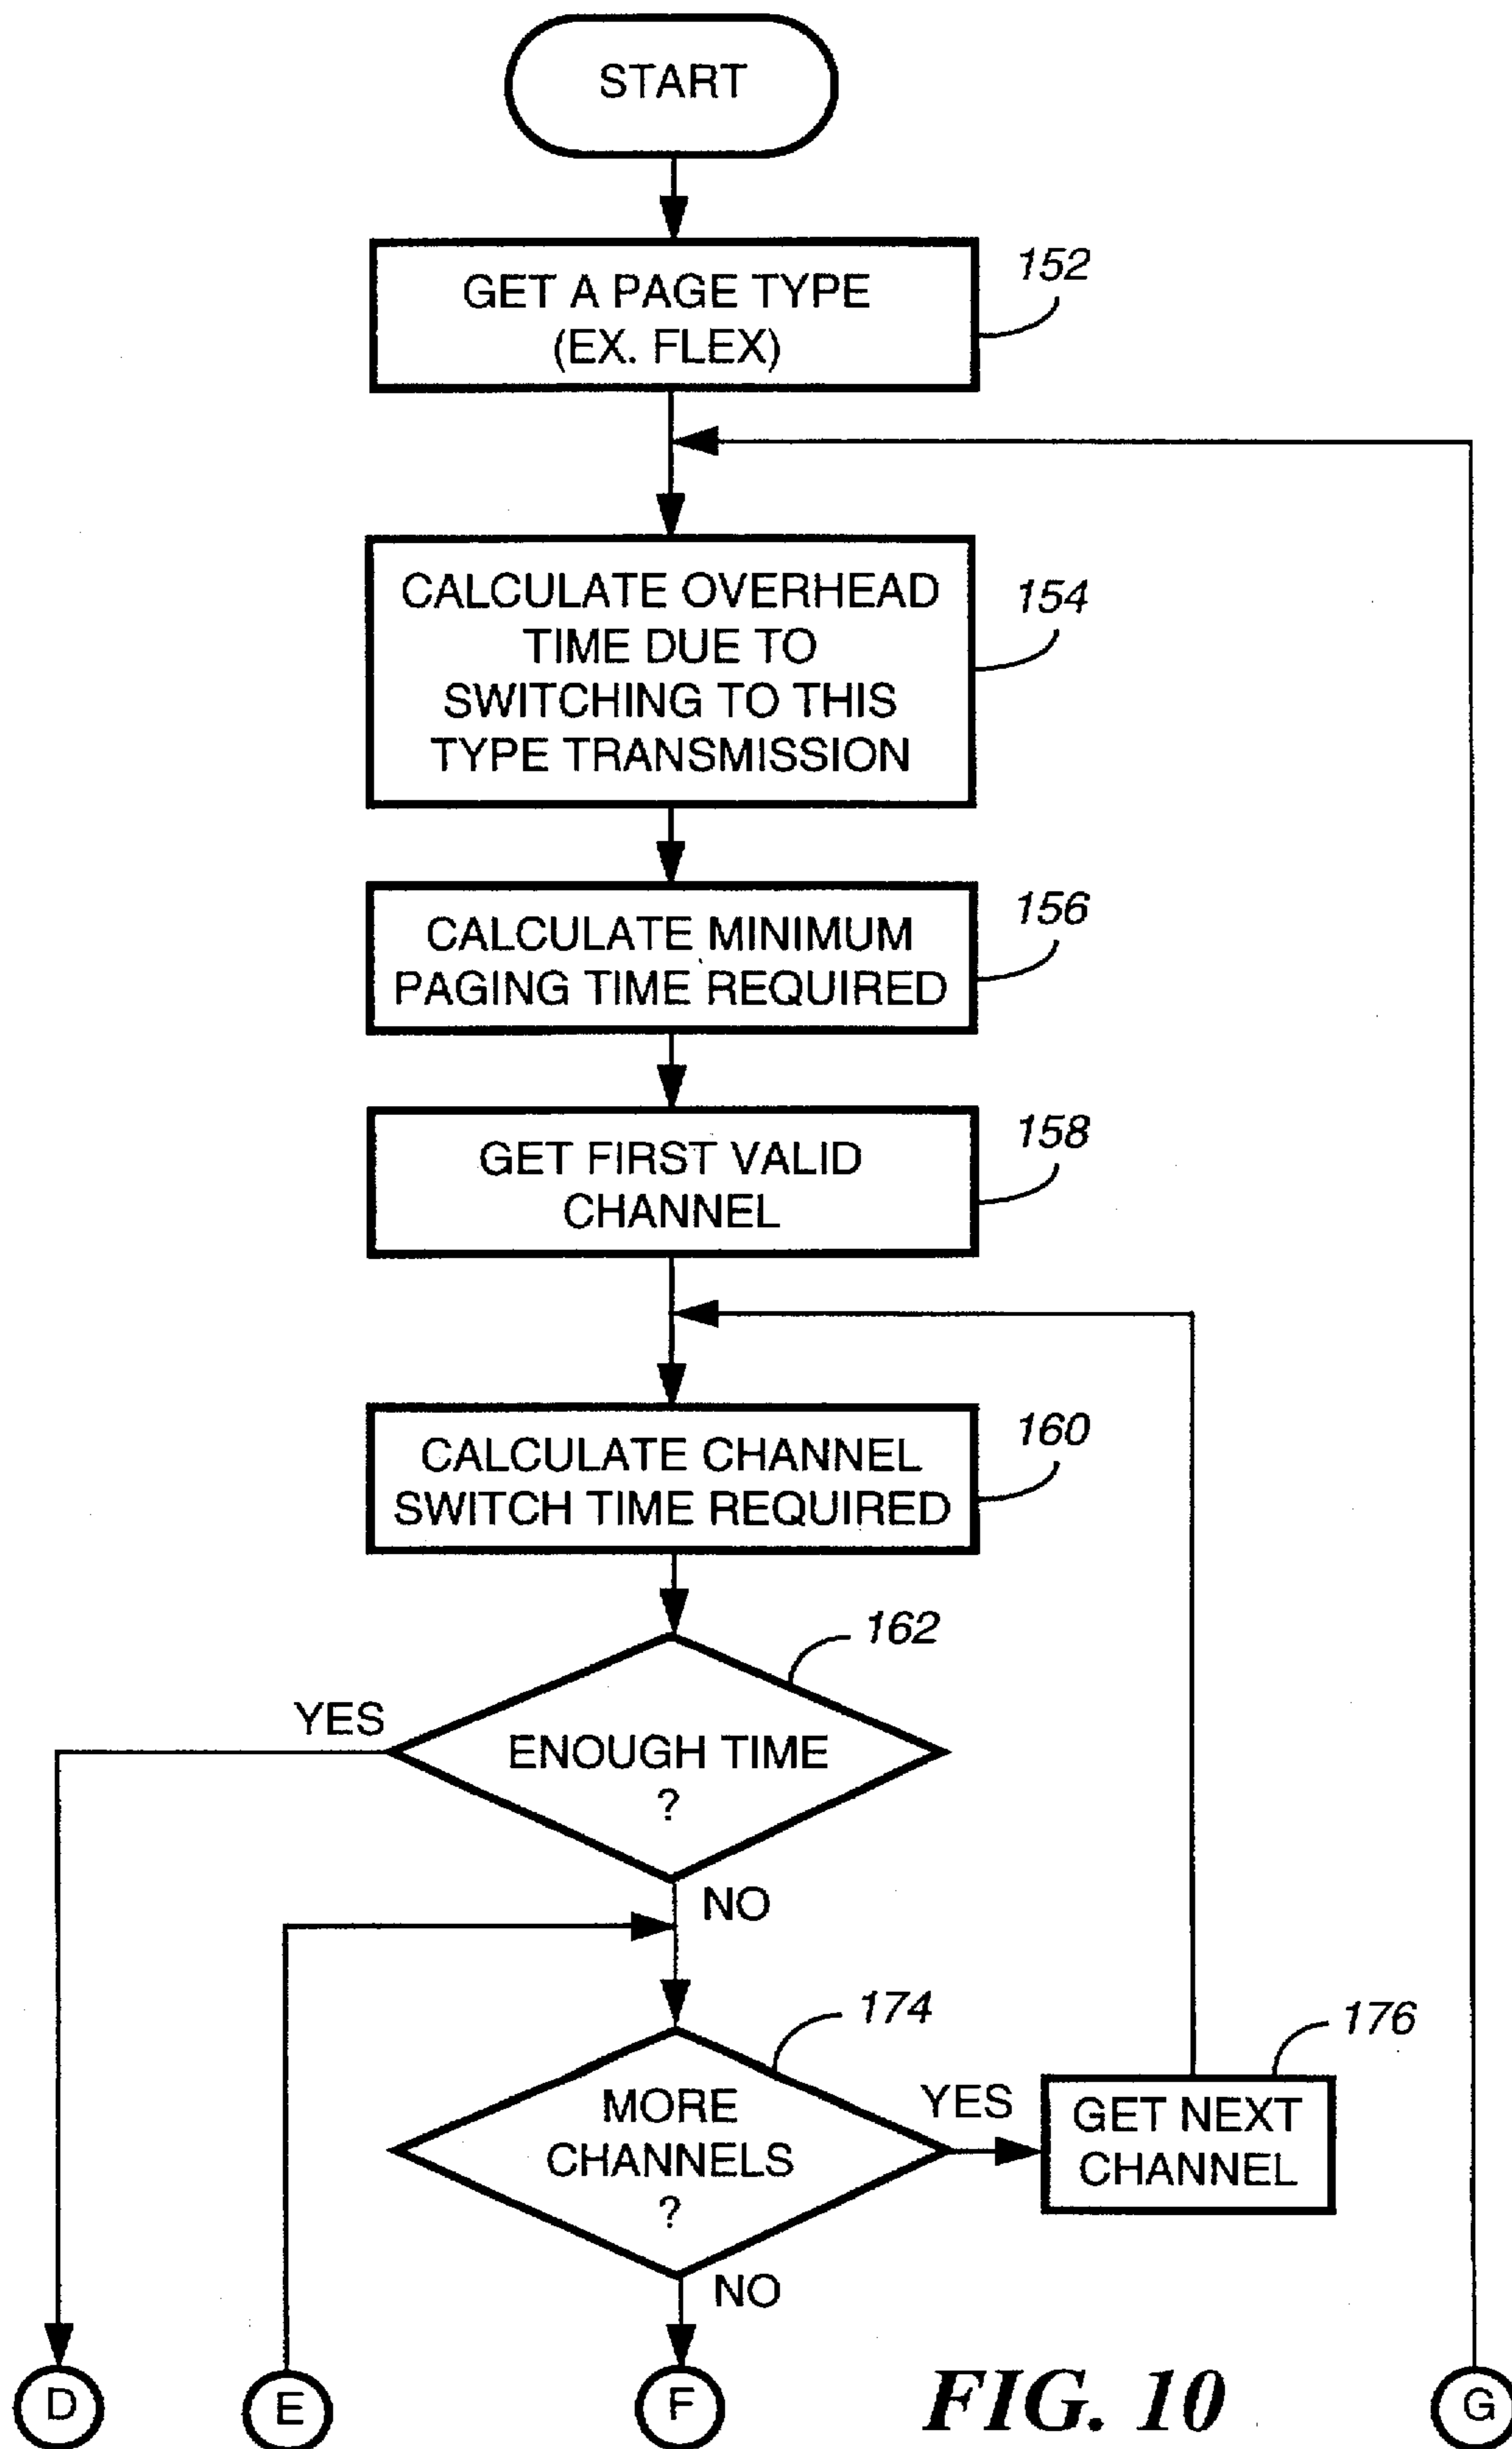 START
GET A PAGE TYPE
(EX. FLEX)
152
CALCULATE OVERHEAD
TIME DUE TO
SWITCHING TO THIS
TYPE TRANSMISSION
154
CALCULATE MINIMUM
PAGING TIME REQUIRED
156
GET FIRST VALID
CHANNEL
158
CALCULATE CHANNEL
SWITCH TIME REQUIRED
160
162
YES
ENOUGH TIME
?
NO
174
176
MORE
CHANNELS
?
YES
GET NEXT
CHANNEL
NO
D
E
F
FIG. 10
G